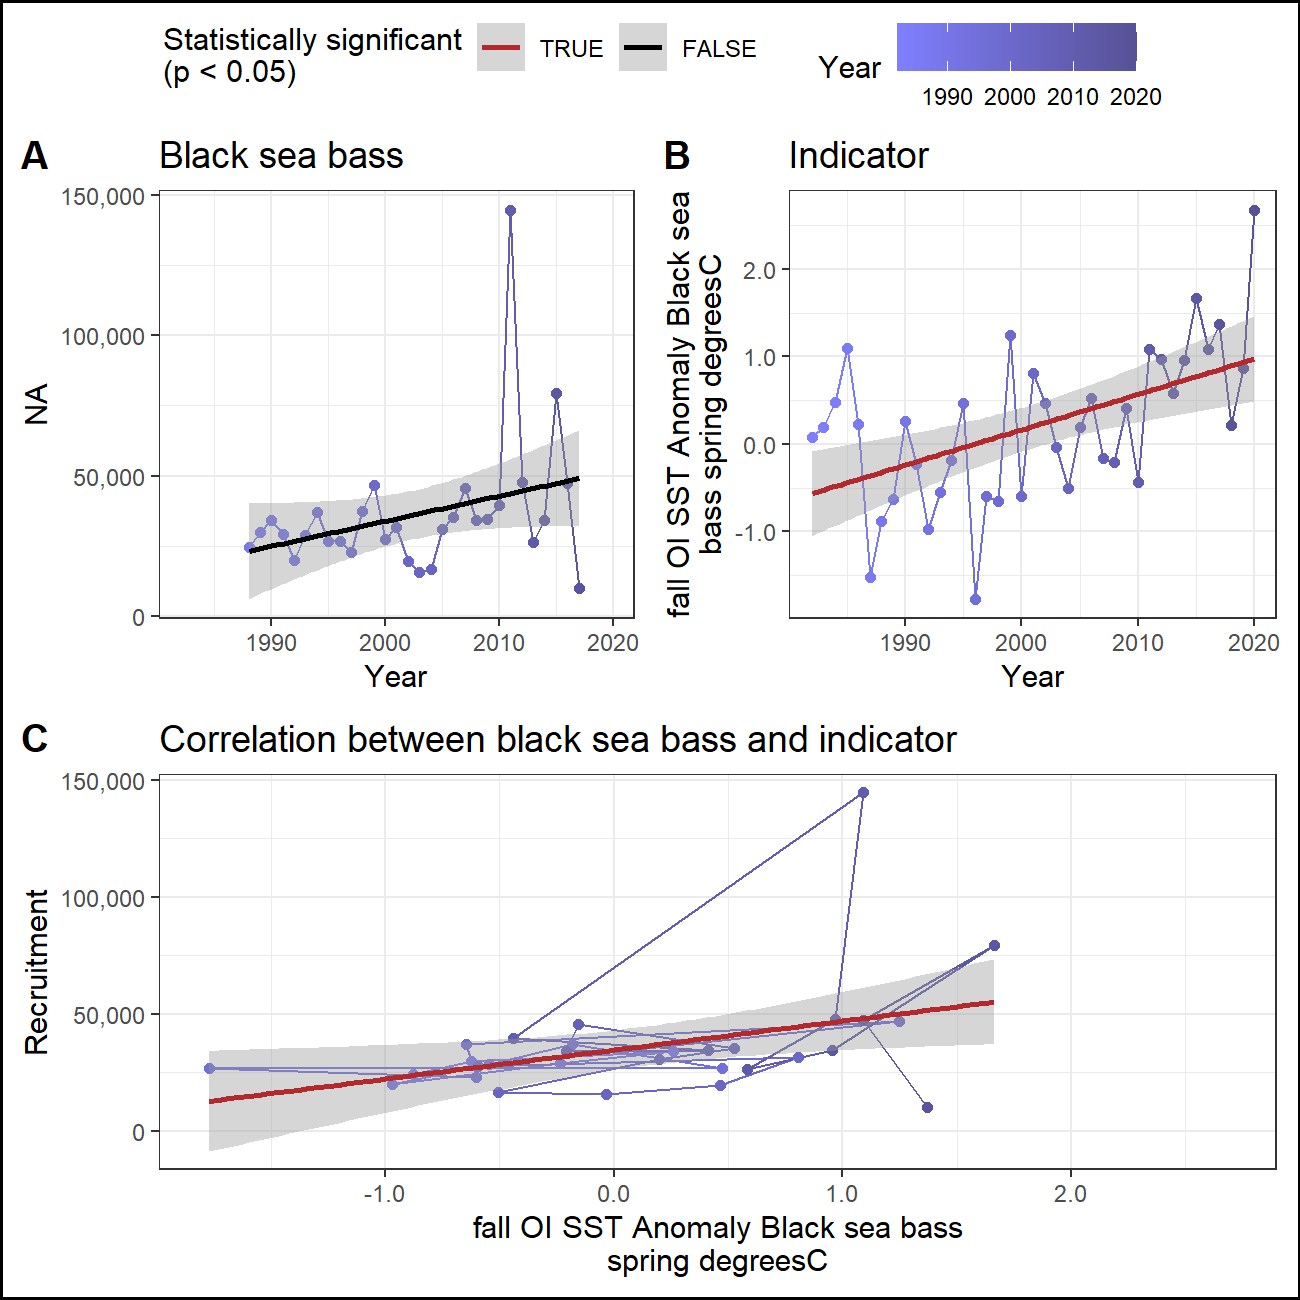 Statistically significant
(p < 0.05)
TRUE
FALSE
Year
1990 2000 2010 2020
A
Black sea bass
150,000
100,000
50,000
0
NA
1990 2000 2010 2020
Year
B
Indicator
fall OI SST Anomaly Black sea
bass spring degreesC
2.0
1.0
0.0
-1.0
1990 2000 2010 2020
Year
C
Correlation between black sea bass and indicator
150,000
100,000
50,000
0
Recruitment
-1.0 0.0 1.0 2.0
fall OI SST Anomaly Black sea bass
spring degreesC